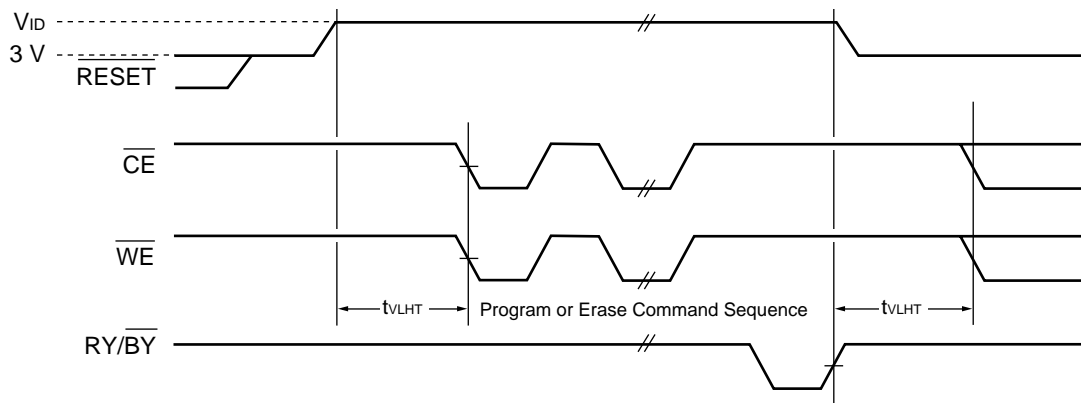 VID
3 V
RESET
CE
WE
tVLHT
Program or Erase Command Sequence
tVLHT
RY/BY